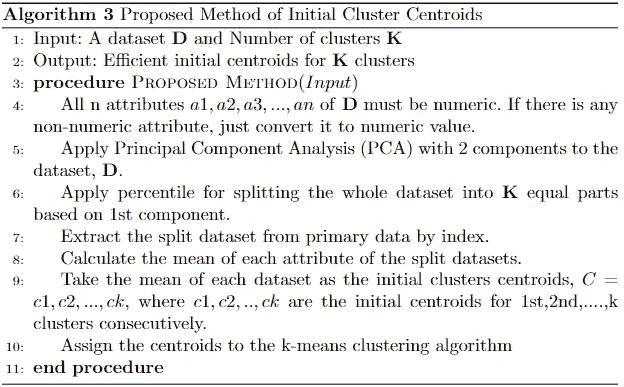 Algorithm 3 Proposed Method of Initial Cluster Centroids
1: Input: A dataset D and Number of clusters K
2: Output: Efficient initial centroids for K clusters
3: procedure Proposed Method(Input)
4: All n attributes a1, a2, a3, ..., an of D must be numeric. If there is any
non-numeric attribute, just convert it to numeric value.
5: Apply Principal Component Analysis (PCA) with 2 components to the
dataset, D.
6: Apply percentile for splitting the whole dataset into K equal parts
based on 1st component.
7: Extract the split dataset from primary data by index.
8: Calculate the mean of each attribute of the split datasets.
9: Take the mean of each dataset as the initial clusters centroids, C =
c1, c2, ..., ck, where c1, c2, .., ck are the initial centroids for 1st,2nd,....,k
clusters consecutively.
10: Assign the centroids to the k-means clustering algorithm
11: end procedure